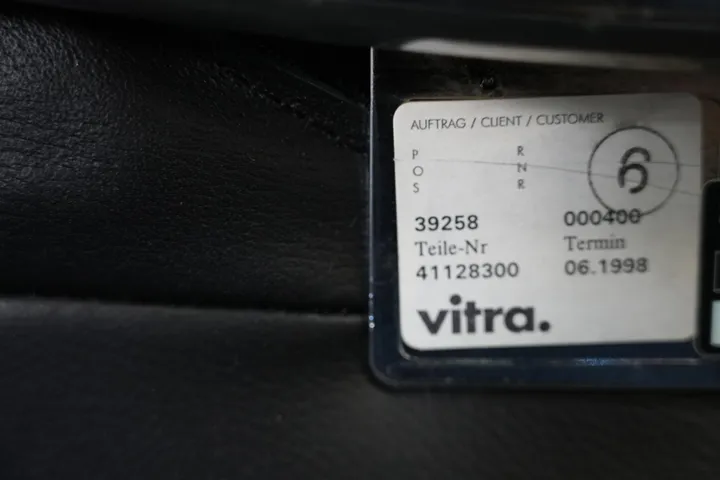 AUFTRAG / CLIENT / CUSTOMER
P R
O N
S R
6
39258 000400
Teile-Nr Termin
41128300 06.1998
vitra.